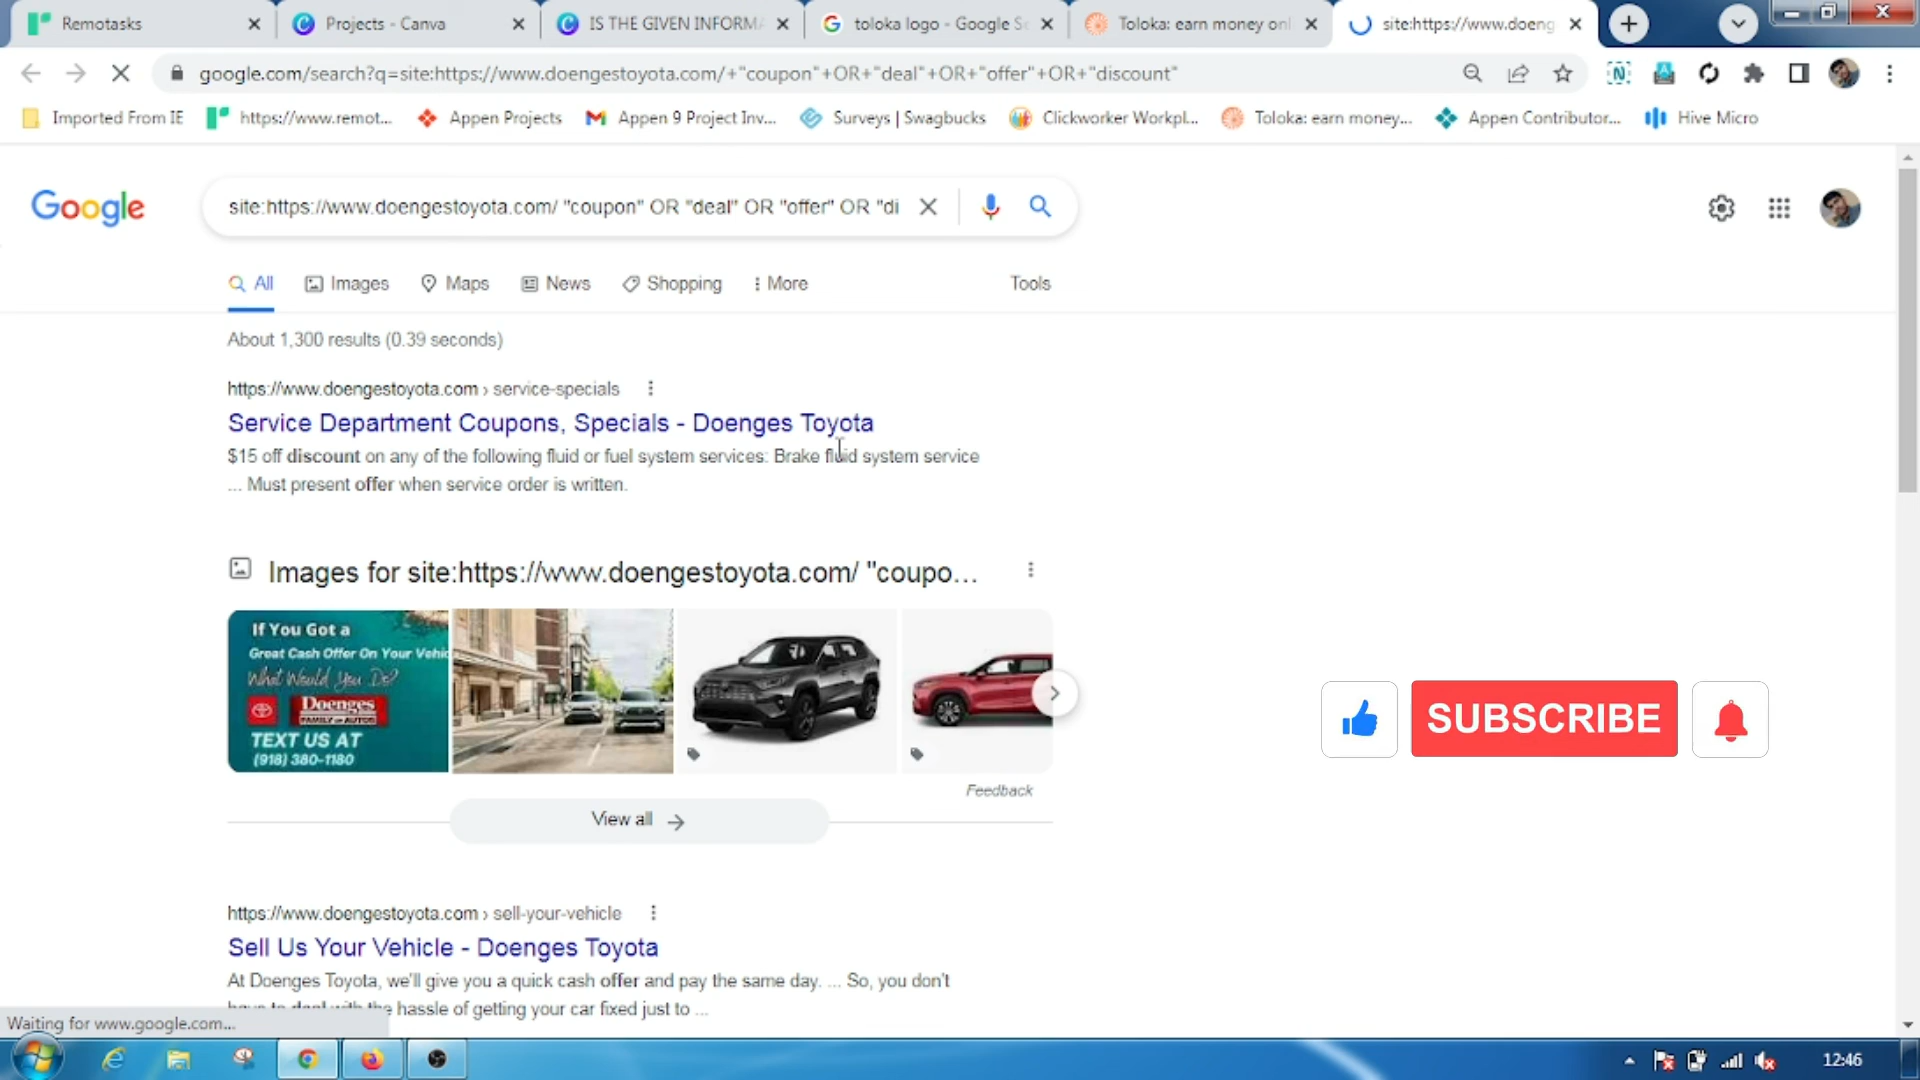 Remotasks
Projects - Canva
IS THE GIVEN INFORM
toloka logo - Google Se
Toloka: earn money onl
site:https://www.doeng
google.com/search?q=site:https://www.doengestoyota.com/+"coupon"+OR+"deal"+OR+"offer"+OR+"discount"
Imported From IE
https://www.remot...
Appen Projects
Appen 9 Project Inv...
Surveys | Swagbucks
Clickworker Workpl...
Toloka: earn money...
Appen Contributor...
Hive Micro
Google
site:https://www.doengestoyota.com/ "coupon" OR "deal" OR "offer" OR "di
All
Images
Maps
News
Shopping
More
Tools
About 1,300 results (0.39 seconds)
https://www.doengestoyota.com › service-specials
Service Department Coupons, Specials - Doenges Toyota
$15 off discount on any of the following fluid or fuel system services: Brake fluid system service
... Must present offer when service order is written.
Images for site:https://www.doengestoyota.com/ "coupo...
If You Got a
Great Cash Offer On Your Vehic
What Would You Do?
Doenges
FAMILY OF AUTOS
TEXT US AT
(918) 380-1180
Feedback
View all
SUBSCRIBE
https://www.doengestoyota.com › sell-your-vehicle
Sell Us Your Vehicle - Doenges Toyota
At Doenges Toyota, we'll give you a quick cash offer and pay the same day. ... So, you don't
have to deal with the hassle of getting your car fixed just to ...
Waiting for www.google.com...
12:46